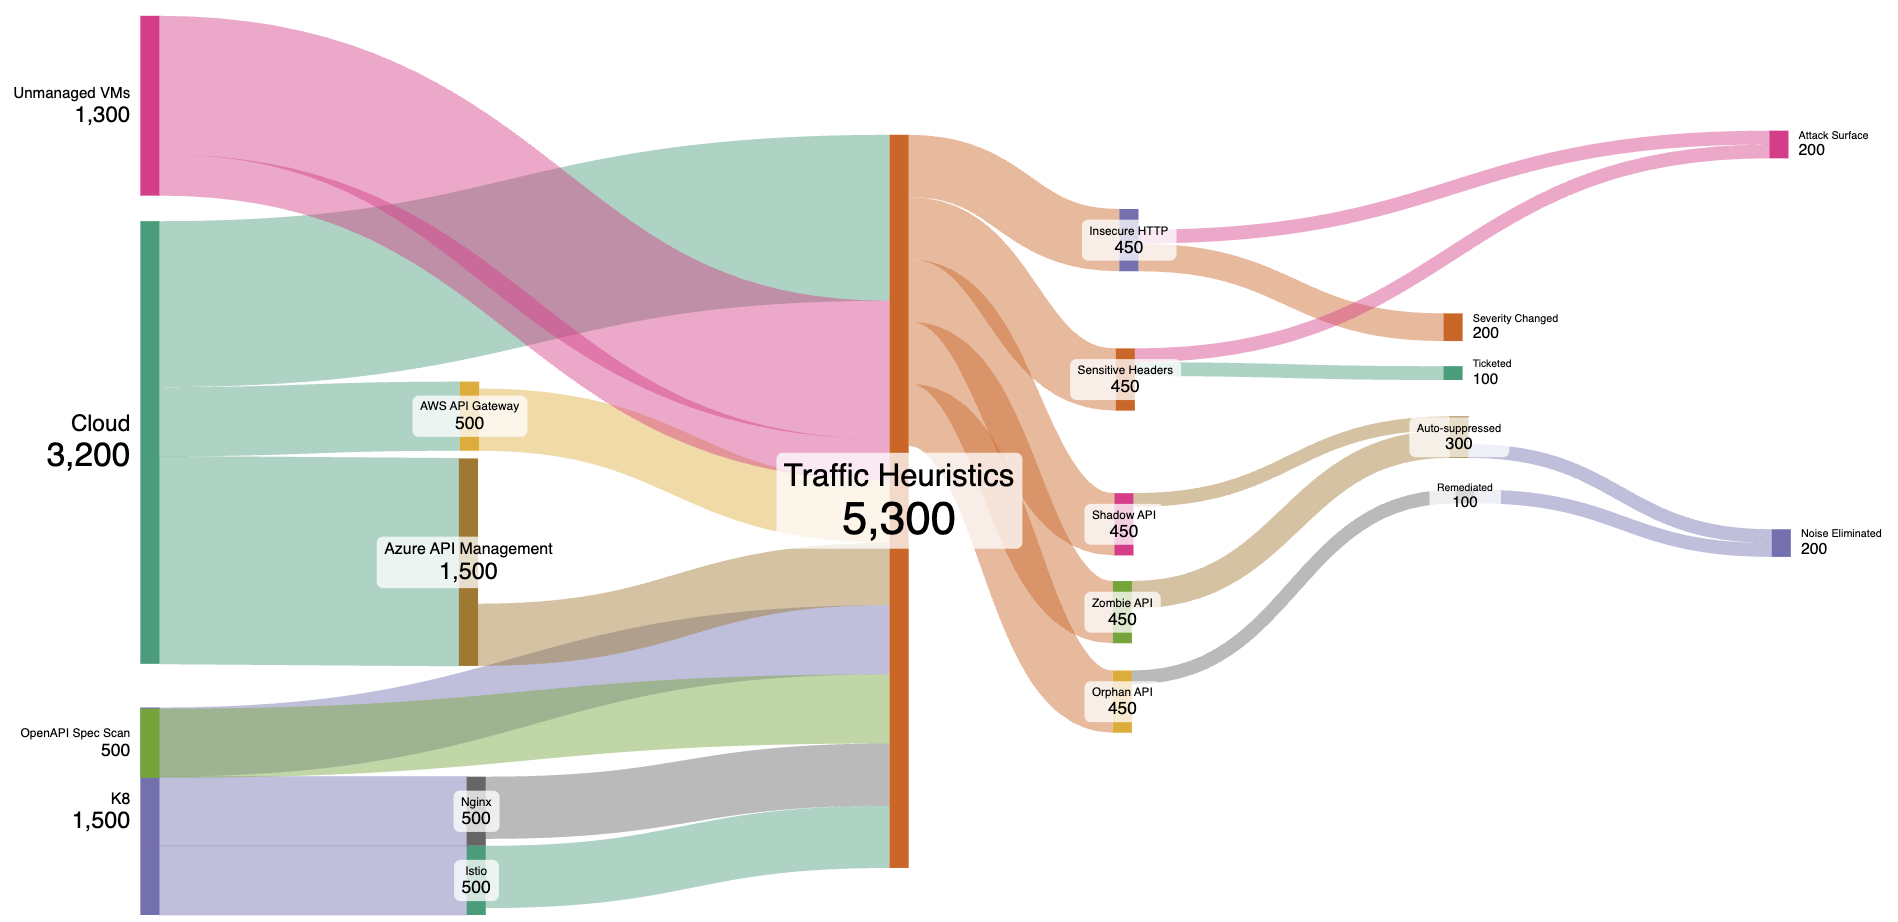 Unmanaged VMs
1,300
Cloud
3,200
AWS API Gateway
500
Azure API Management
1,500
OpenAPI Spec Scan
500
K8
1,500
Nginx
500
Istio
500
Traffic Heuristics
5,300
Insecure HTTP
450
Sensitive Headers
450
Shadow API
450
Zombie API
450
Orphan API
450
Attack Surface
200
Severity Changed
200
Ticketed
100
Auto-suppressed
300
Remediated
100
Noise Eliminated
200